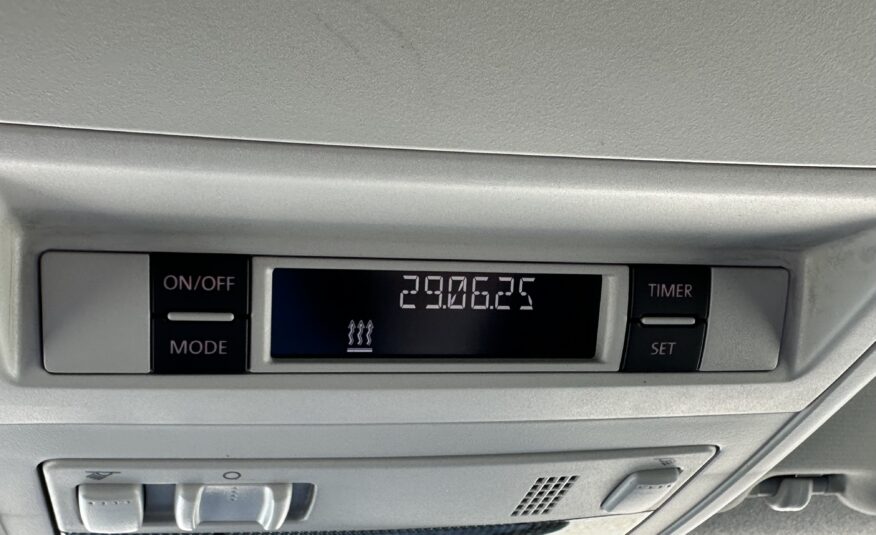 ON/OFF
MODE
29.06.25
TIMER
SET